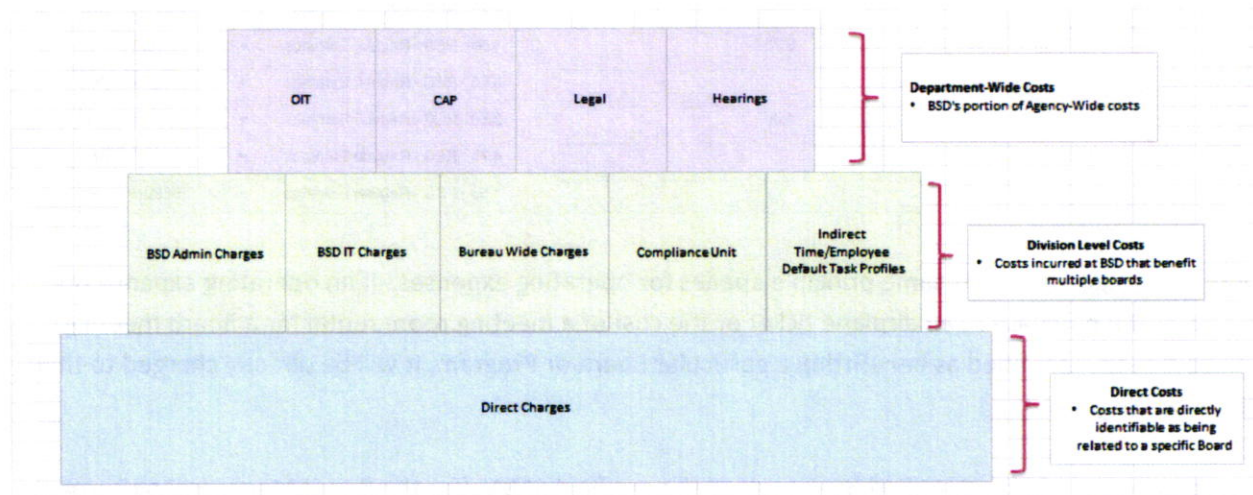 OIT
CAP
Legal
Hearings
Department-Wide Costs
• BSD's portion of Agency-Wide costs
BSD Admin Charges
BSD IT Charges
Bureau Wide Charges
Compliance Unit
Indirect
Time/Employee
Default Task Profiles
Division Level Costs
• Costs incurred at BSD that benefit
multiple boards
Direct Charges
Direct Costs
• Costs that are directly
identifiable as being
related to a specific Board